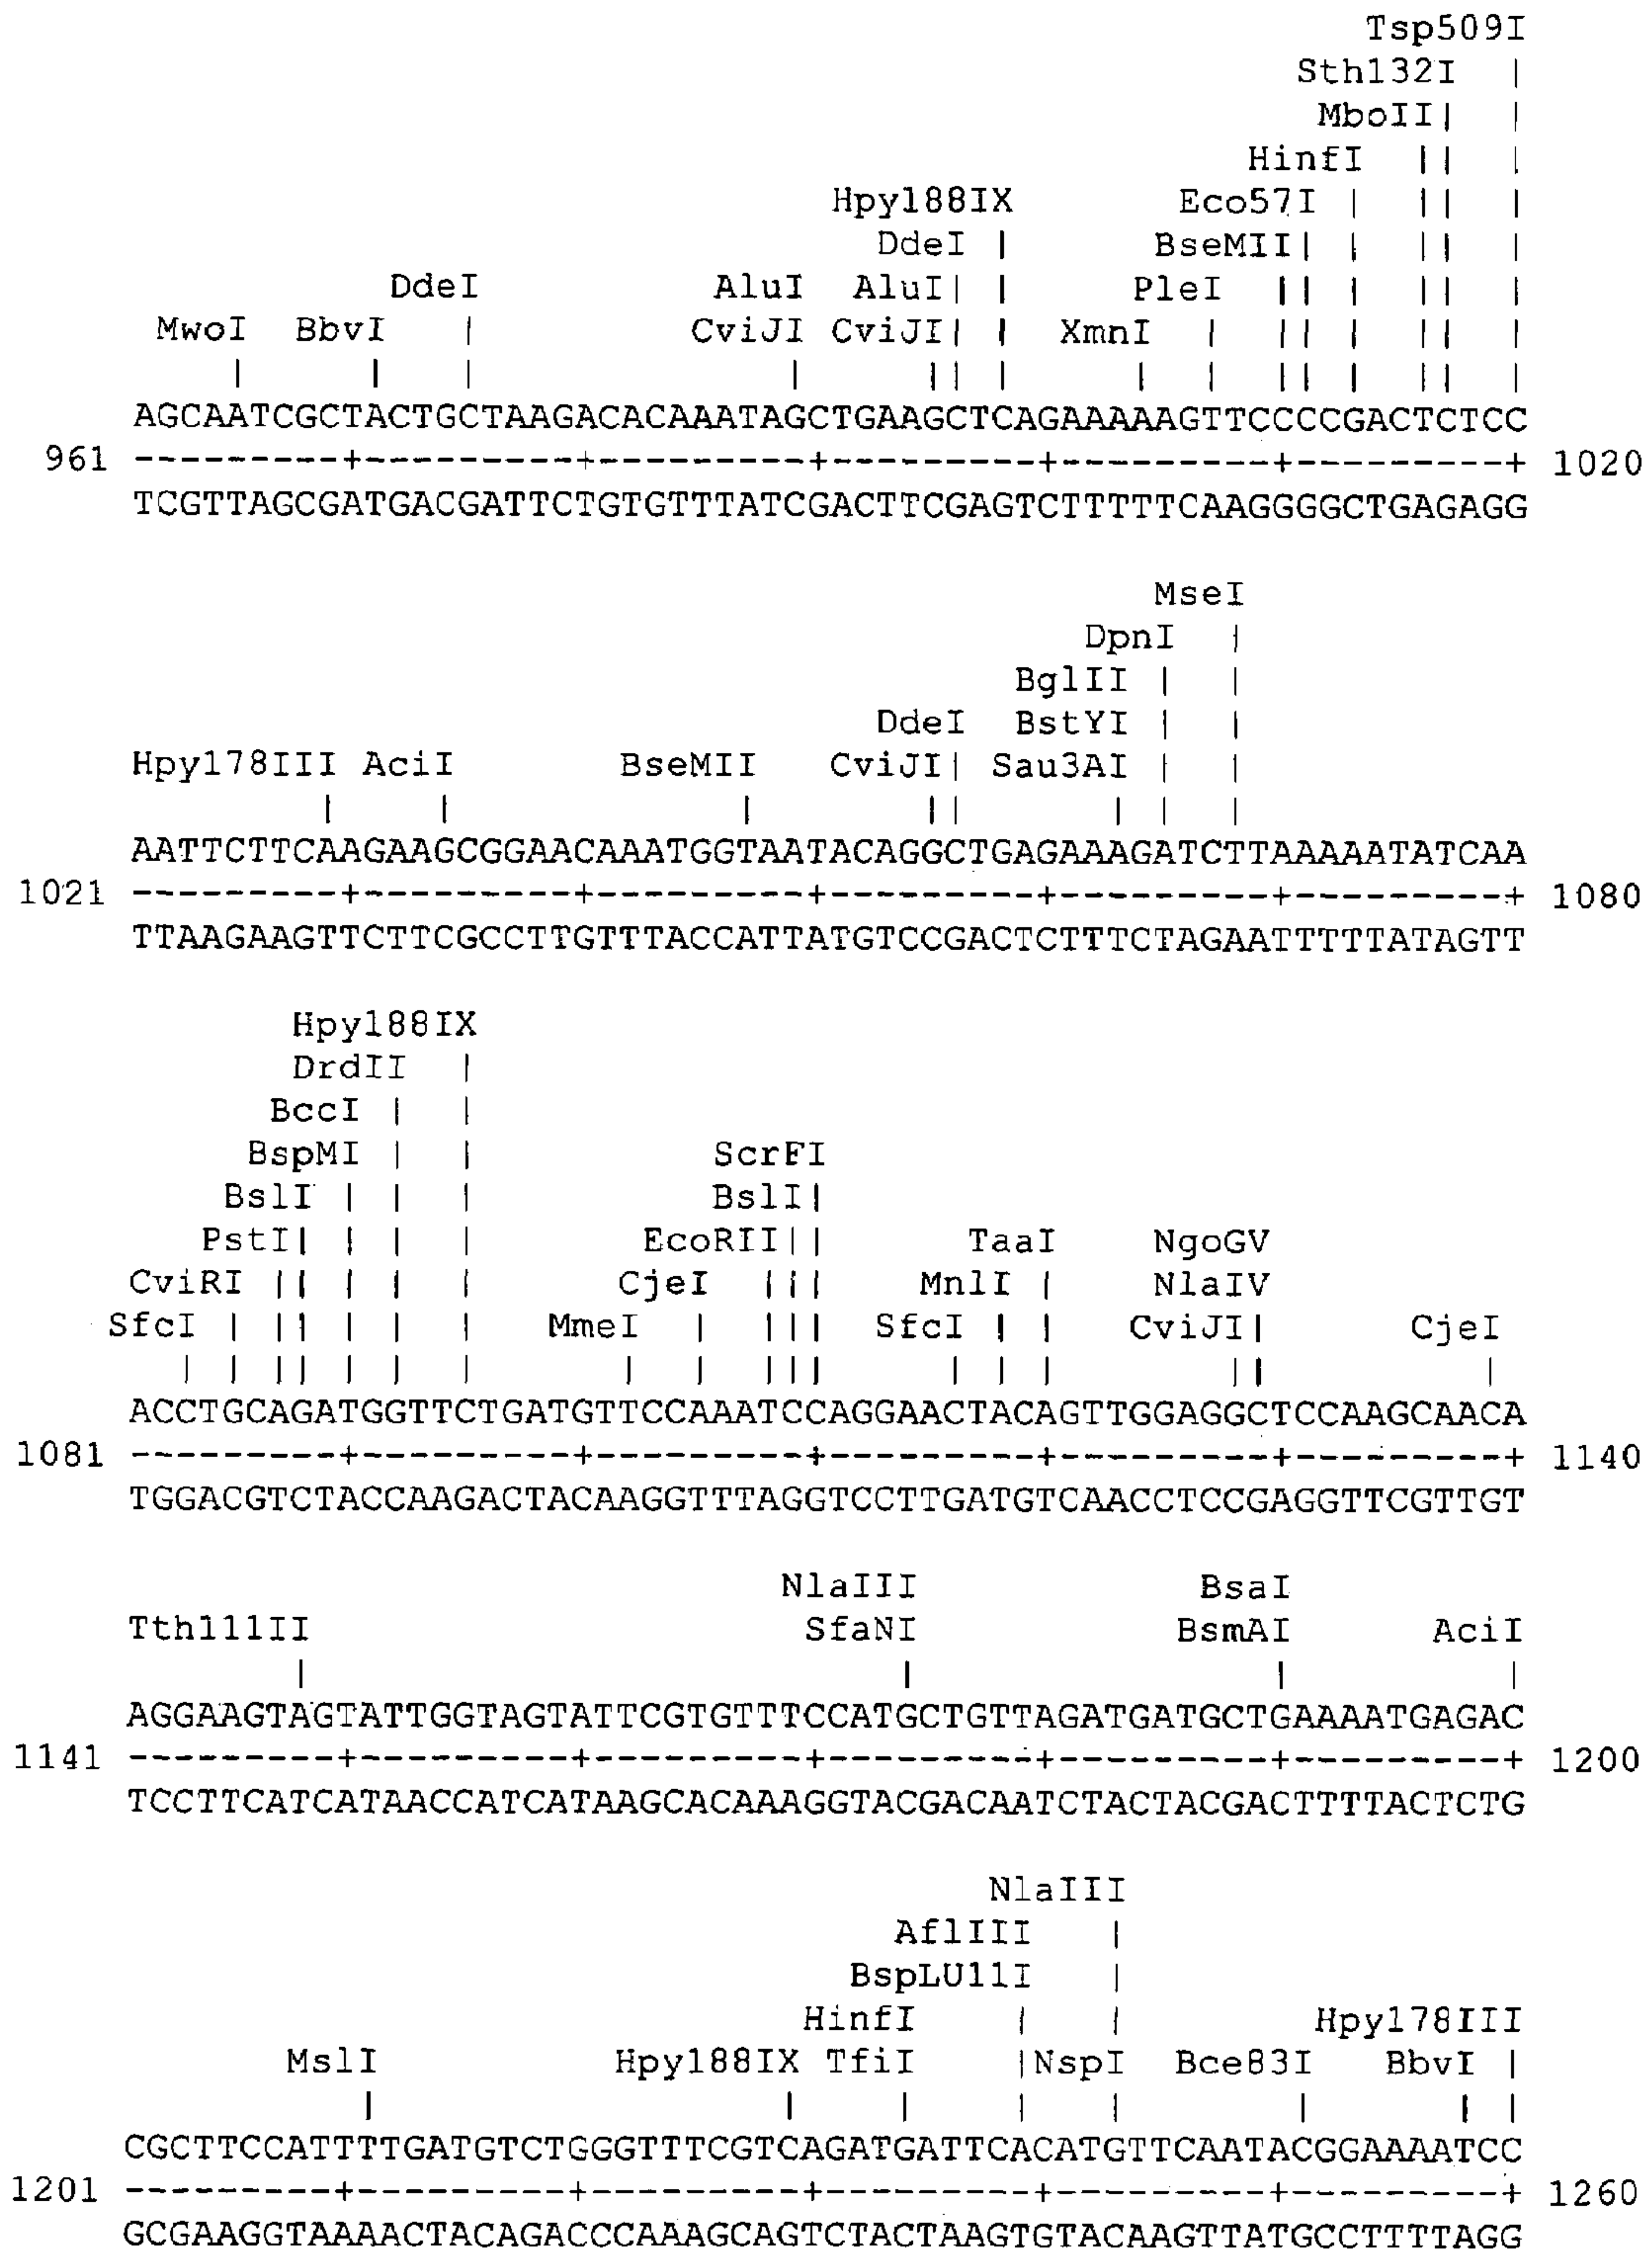 Tsp509I
Sth132I |
MboII| |
HinfI || |
Hpy188IX Eco57I | || |
DdeI | BseMII| | || |
DdeI AluI AluI| | PleI || | || |
MwoI BbvI | CviJI CviJI| | XmnI | || | || |
| | | | || | | | || | || |
AGCAATCGCTACTGCTAAGACACAAATAGCTGAAGCTCAGAAAAAGTTCCCCGACTCTCC
961 ---------+---------+---------+---------+---------+---------+ 1020
TCGTTAGCGATGACGATTCTGTGTTTATCGACTTCGAGTCTTTTTCAAGGGGCTGAGAGG
MseI
DpnI |
BglII | |
DdeI BstYI | |
Hpy178III AciI BseMII CviJI| Sau3AI | |
| | | || | | |
AATTCTTCAAGAAGCGGAACAAATGGTAATACAGGCTGAGAAAGATCTTAAAAATATCAA
1021 ---------+---------+---------+---------+---------+---------+ 1080
TTAAGAAGTTCTTCGCCTTGTTTACCATTATGTCCGACTCTTTCTAGAATTTTTATAGTT
Hpy188IX
DrdII |
BccI | |
BspMI | | ScrFI
BslI | | | BslI|
PstI| | | | EcoRII|| TaaI NgoGV
CviRI || | | | CjeI ||| MnlI | NlaIV
SfcI | || | | | MmeI | ||| SfcI | | CviJI| CjeI
| | || | | | | | ||| | | | || |
ACCTGCAGATGGTTCTGATGTTCCAAATCCAGGAACTACAGTTGGAGGCTCCAAGCAACA
1081 ---------+---------+---------+---------+---------+---------+ 1140
TGGACGTCTACCAAGACTACAAGGTTTAGGTCCTTGATGTCAACCTCCGAGGTTCGTTGT
NlaIII BsaI
Tth111II SfaNI BsmAI AciI
| | | |
AGGAAGTAGTATTGGTAGTATTCGTGTTTCCATGCTGTTAGATGATGCTGAAAATGAGAC
1141 ---------+---------+---------+---------+---------+---------+ 1200
TCCTTCATCATAACCATCATAAGCACAAAGGTACGACAATCTACTACGACTTTTACTCTG
NlaIII
AflIII |
BspLU11I |
HinfI | | Hpy178III
MslI Hpy188IX TfiI |NspI Bce83I BbvI |
| | | | | | | |
CGCTTCCATTTTGATGTCTGGGTTTCGTCAGATGATTCACATGTTCAATACGGAAAATCC
1201 ---------+---------+---------+---------+---------+---------+ 1260
GCGAAGGTAAAACTACAGACCCAAAGCAGTCTACTAAGTGTACAAGTTATGCCTTTTAGG